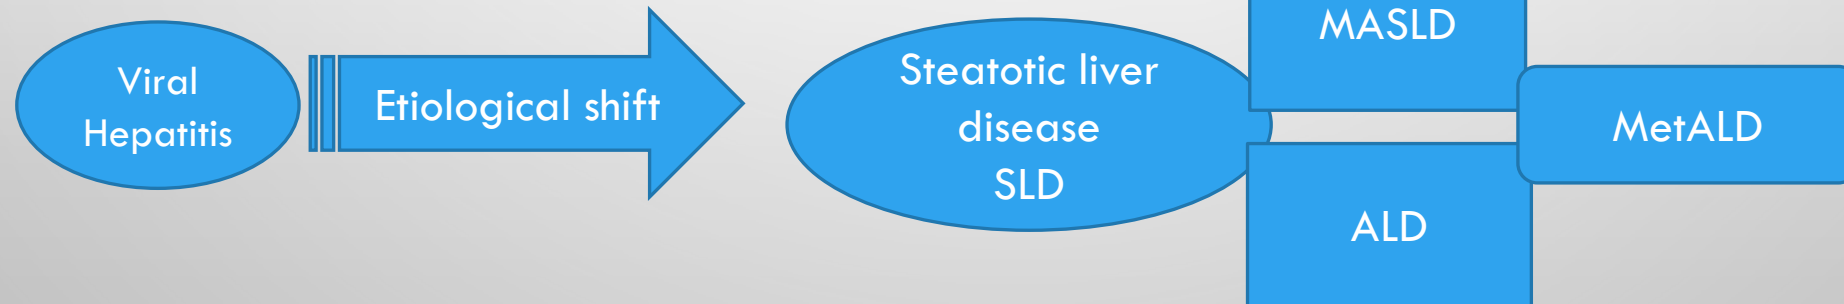 Viral
Hepatitis
Etiological shift
Steatotic liver
disease
SLD
MASLD
ALD
MetALD